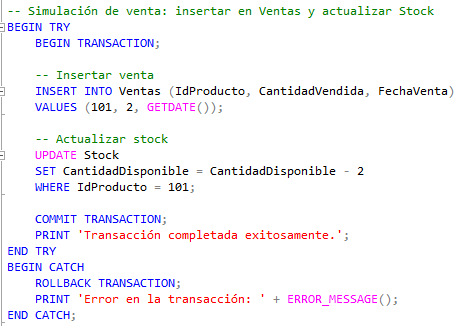 -- Simulación de venta: insertar en Ventas y actualizar Stock
BEGIN TRY
    BEGIN TRANSACTION;

    -- Insertar venta
    INSERT INTO Ventas (IdProducto, CantidadVendida, FechaVenta)
    VALUES (101, 2, GETDATE());

    -- Actualizar stock
    UPDATE Stock
    SET CantidadDisponible = CantidadDisponible - 2
    WHERE IdProducto = 101;

    COMMIT TRANSACTION;
    PRINT 'Transacción completada exitosamente.';
END TRY
BEGIN CATCH
    ROLLBACK TRANSACTION;
    PRINT 'Error en la transacción: ' + ERROR_MESSAGE();
END CATCH;